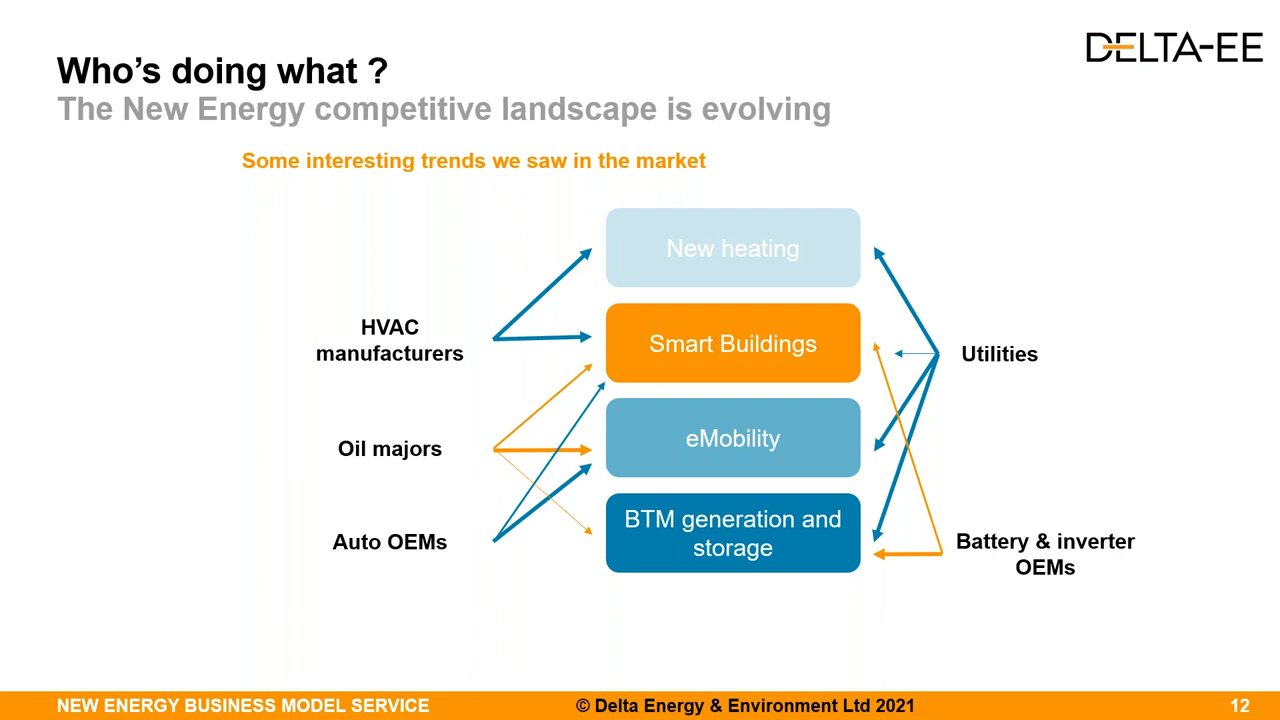 DELTA-EE
Who's doing what ?
The New Energy competitive landscape is evolving
Some interesting trends we saw in the market
New heating
HVAC
manufacturers
Smart Buildings
Utilities
Oil majors
eMobility
Auto OEMs
BTM generation and
storage
Battery & inverter
OEMs
NEW ENERGY BUSINESS MODEL SERVICE
© Delta Energy & Environment Ltd 2021
12